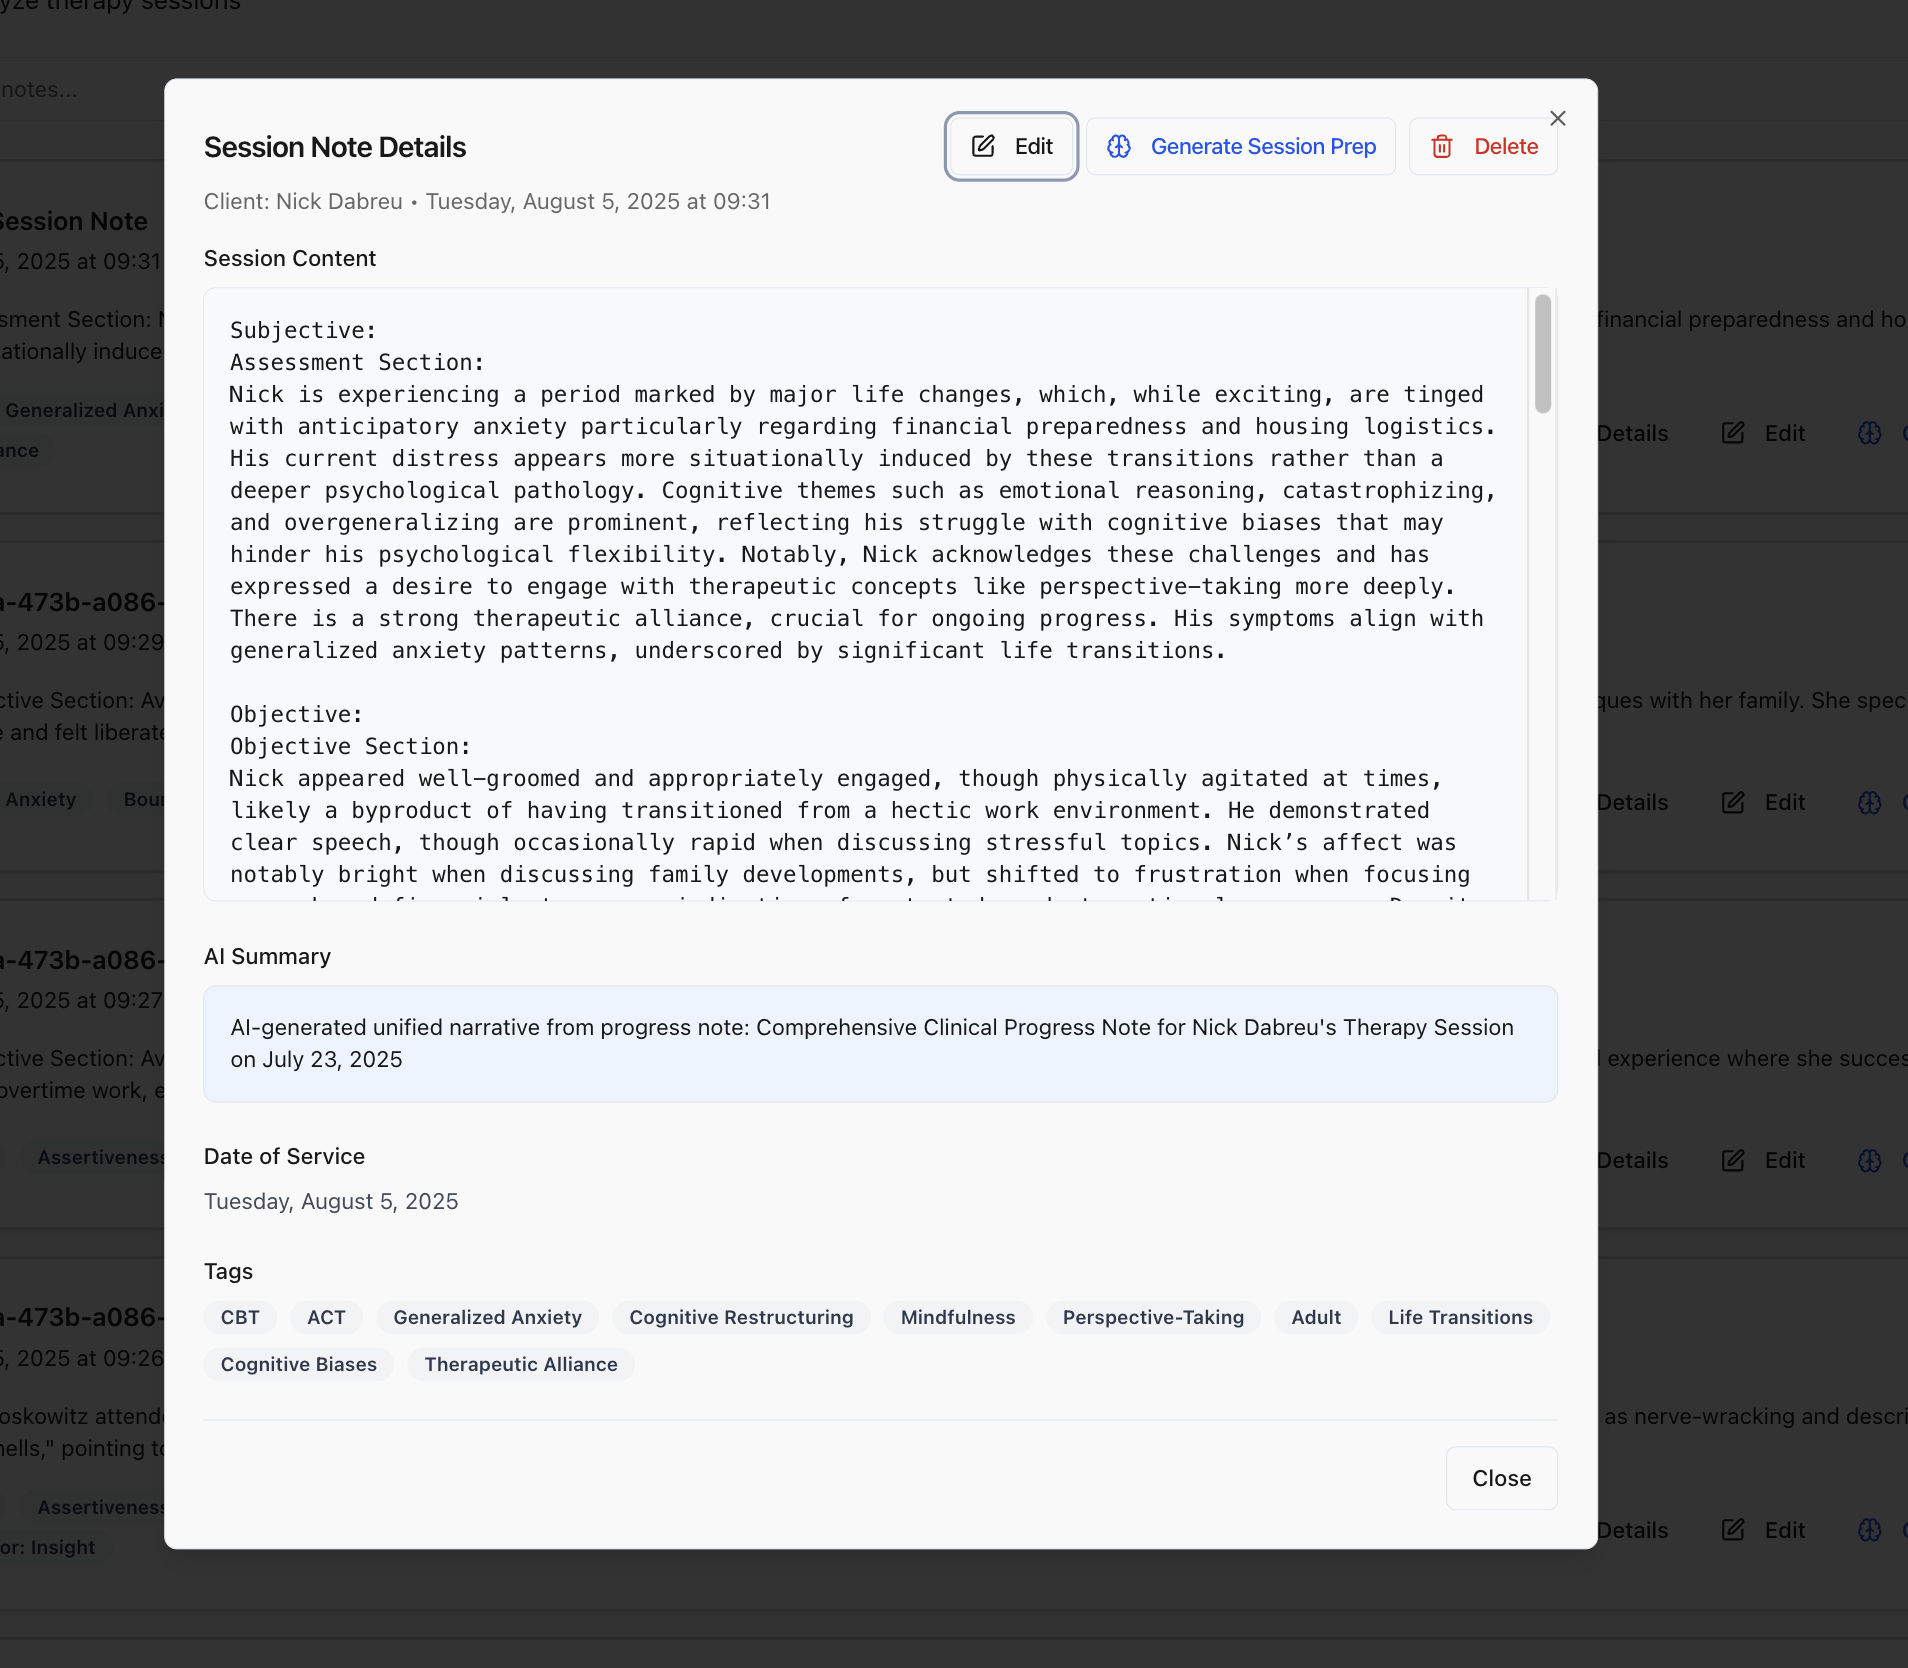 yze therapy sessions
notes...
Session Note Details
Edit
Generate Session Prep
Delete
Client: Nick Dabreu • Tuesday, August 5, 2025 at 09:31
Session Content
Subjective:
Assessment Section:
Nick is experiencing a period marked by major life changes, which, while exciting, are tinged
with anticipatory anxiety particularly regarding financial preparedness and housing logistics.
His current distress appears more situationally induced by these transitions rather than a
deeper psychological pathology. Cognitive themes such as emotional reasoning, catastrophizing,
and overgeneralizing are prominent, reflecting his struggle with cognitive biases that may
hinder his psychological flexibility. Notably, Nick acknowledges these challenges and has
expressed a desire to engage with therapeutic concepts like perspective-taking more deeply.
There is a strong therapeutic alliance, crucial for ongoing progress. His symptoms align with
generalized anxiety patterns, underscored by significant life transitions.
Objective:
Objective Section:
Nick appeared well-groomed and appropriately engaged, though physically agitated at times,
likely a byproduct of having transitioned from a hectic work environment. He demonstrated
clear speech, though occasionally rapid when discussing stressful topics. Nick’s affect was
notably bright when discussing family developments, but shifted to frustration when focusing
AI Summary
AI-generated unified narrative from progress note: Comprehensive Clinical Progress Note for Nick Dabreu's Therapy Session
on July 23, 2025
Date of Service
Tuesday, August 5, 2025
Tags
CBT
ACT
Generalized Anxiety
Cognitive Restructuring
Mindfulness
Perspective-Taking
Adult
Life Transitions
Cognitive Biases
Therapeutic Alliance
Close
Session Note
5, 2025 at 09:31
sment Section:
ationally induce
Generalized Anxi
ance
financial preparedness and ho
Details
Edit
a-473b-a086-
5, 2025 at 09:29
ctive Section: Av
e and felt liberate
Anxiety
Bour
ques with her family. She spec
Details
Edit
a-473b-a086-
5, 2025 at 09:27
ctive Section: Av
overtime work, e
Assertiveness
experience where she succes
Details
Edit
a-473b-a086-
5, 2025 at 09:26
oskowitz attende
ells," pointing to
Assertiveness
or: Insight
as nerve-wracking and descri
Details
Edit